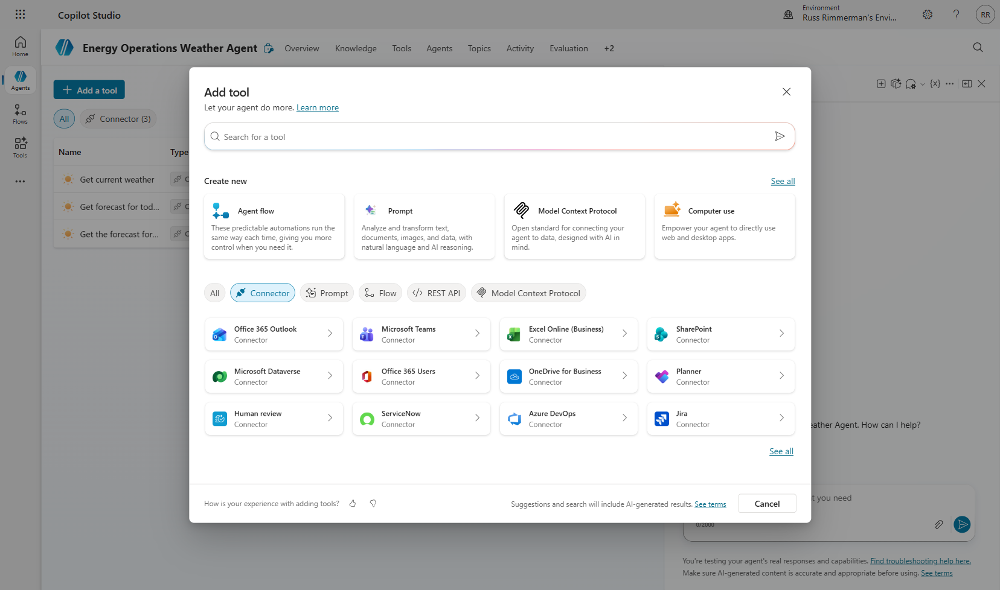 Copilot Studio
Environment
Russ Rimmerman's Envi...
RR
Home
Agents
Flows
Tools
Energy Operations Weather Agent
Overview
Knowledge
Tools
Agents
Topics
Activity
Evaluation
+2
Add a tool
All
Connector (3)
Name
Type
Get current weather
C
Get forecast for tod...
C
Get the forecast for...
C
Add tool
Let your agent do more. Learn more
Search for a tool
Create new
See all
Agent flow
These predictable automations run the
same way each time, giving you more
control when you need it.
Prompt
Analyze and transform text,
documents, images, and data, with
natural language and AI reasoning.
Model Context Protocol
Open standard for connecting your
agent to data, designed with AI in
mind.
Computer use
Empower your agent to directly use
web and desktop apps.
All
Connector
Prompt
Flow
REST API
Model Context Protocol
Office 365 Outlook
Connector
Microsoft Teams
Connector
Excel Online (Business)
Connector
SharePoint
Connector
Microsoft Dataverse
Connector
Office 365 Users
Connector
OneDrive for Business
Connector
Planner
Connector
Human review
Connector
ServiceNow
Connector
Azure DevOps
Connector
Jira
Connector
See all
How is your experience with adding tools?
Suggestions and search will include AI-generated results. See terms
Cancel
eather Agent. How can I help?
t you need
0/2000
You're testing your agent's real responses and capabilities. Find troubleshooting help here.
Make sure AI-generated content is accurate and appropriate before using. See terms